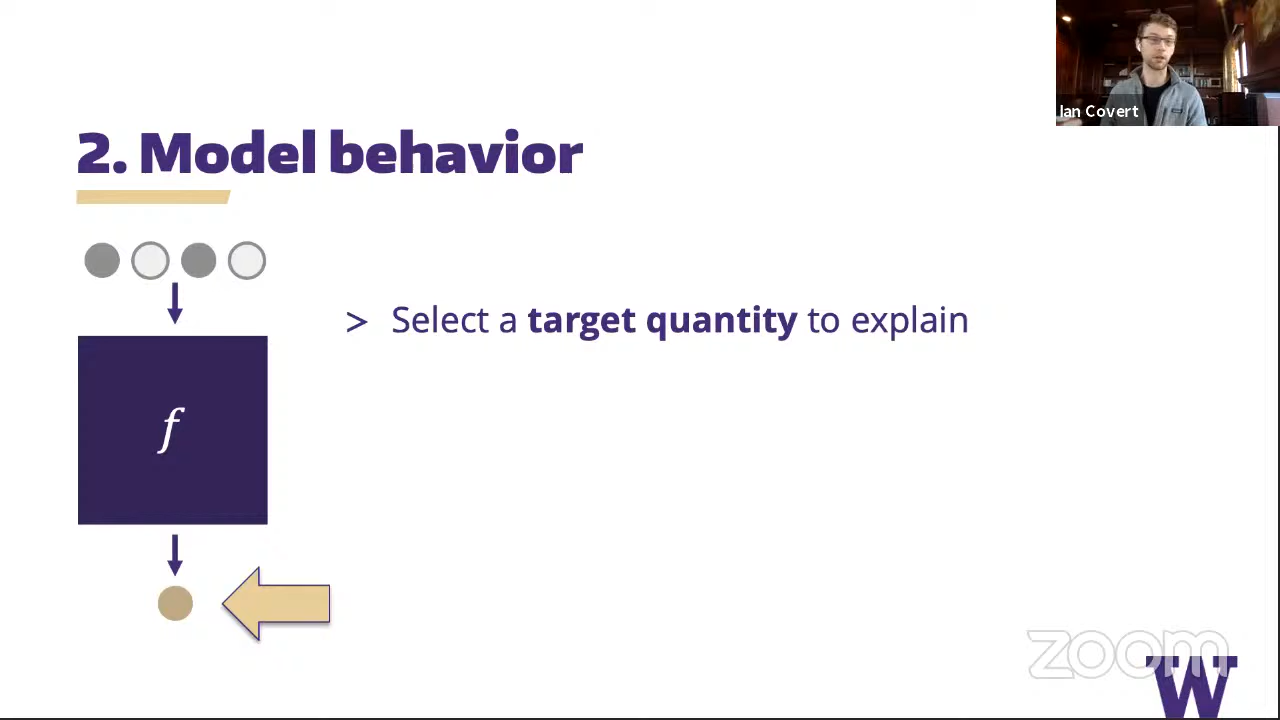 Ian Covert
2. Model behavior
> Select a target quantity to explain
f
zoom
W